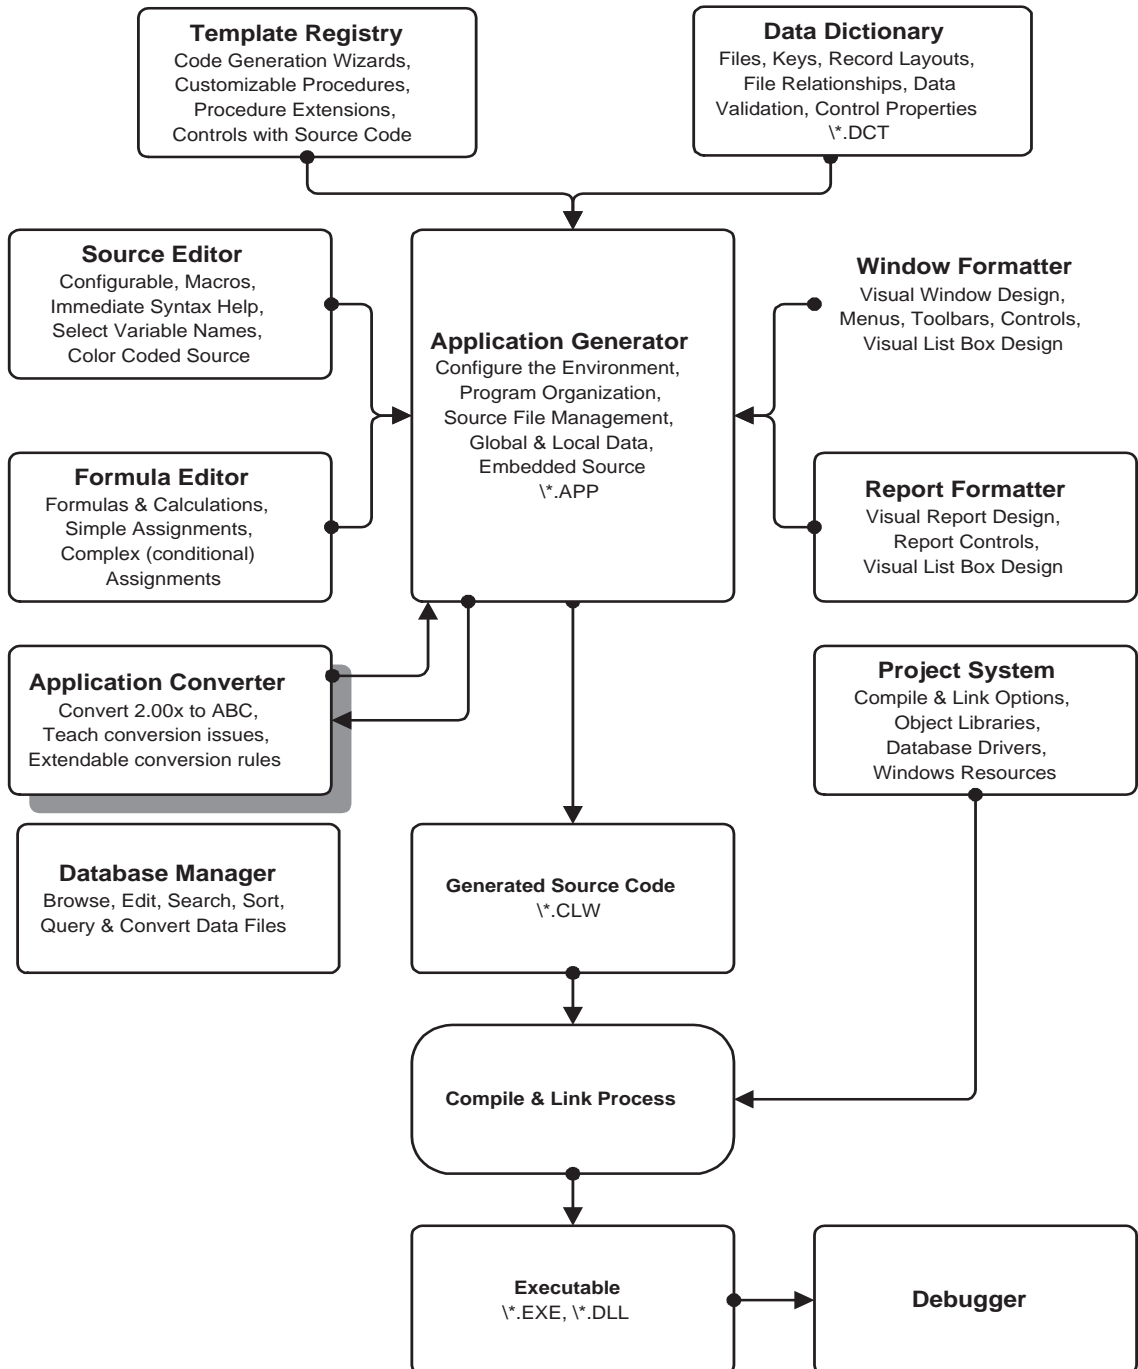 Template Registry
Code Generation Wizards,
Customizable Procedures,
Procedure Extensions,
Controls with Source Code
Data Dictionary
Files, Keys, Record Layouts,
File Relationships, Data
Validation, Control Properties
\*.DCT
Source Editor
Configurable, Macros,
Immediate Syntax Help,
Select Variable Names,
Color Coded Source
Application Generator
Configure the Environment,
Program Organization,
Source File Management,
Global & Local Data,
Embedded Source
\*.APP
Window Formatter
Visual Window Design,
Menus, Toolbars, Controls,
Visual List Box Design
Formula Editor
Formulas & Calculations,
Simple Assignments,
Complex (conditional)
Assignments
Report Formatter
Visual Report Design,
Report Controls,
Visual List Box Design
Application Converter
Convert 2.00x to ABC,
Teach conversion issues,
Extendable conversion rules
Project System
Compile & Link Options,
Object Libraries,
Database Drivers,
Windows Resources
Database Manager
Browse, Edit, Search, Sort,
Query & Convert Data Files
Generated Source Code
\*.CLW
Compile & Link Process
Executable
\*.EXE, \*.DLL
Debugger